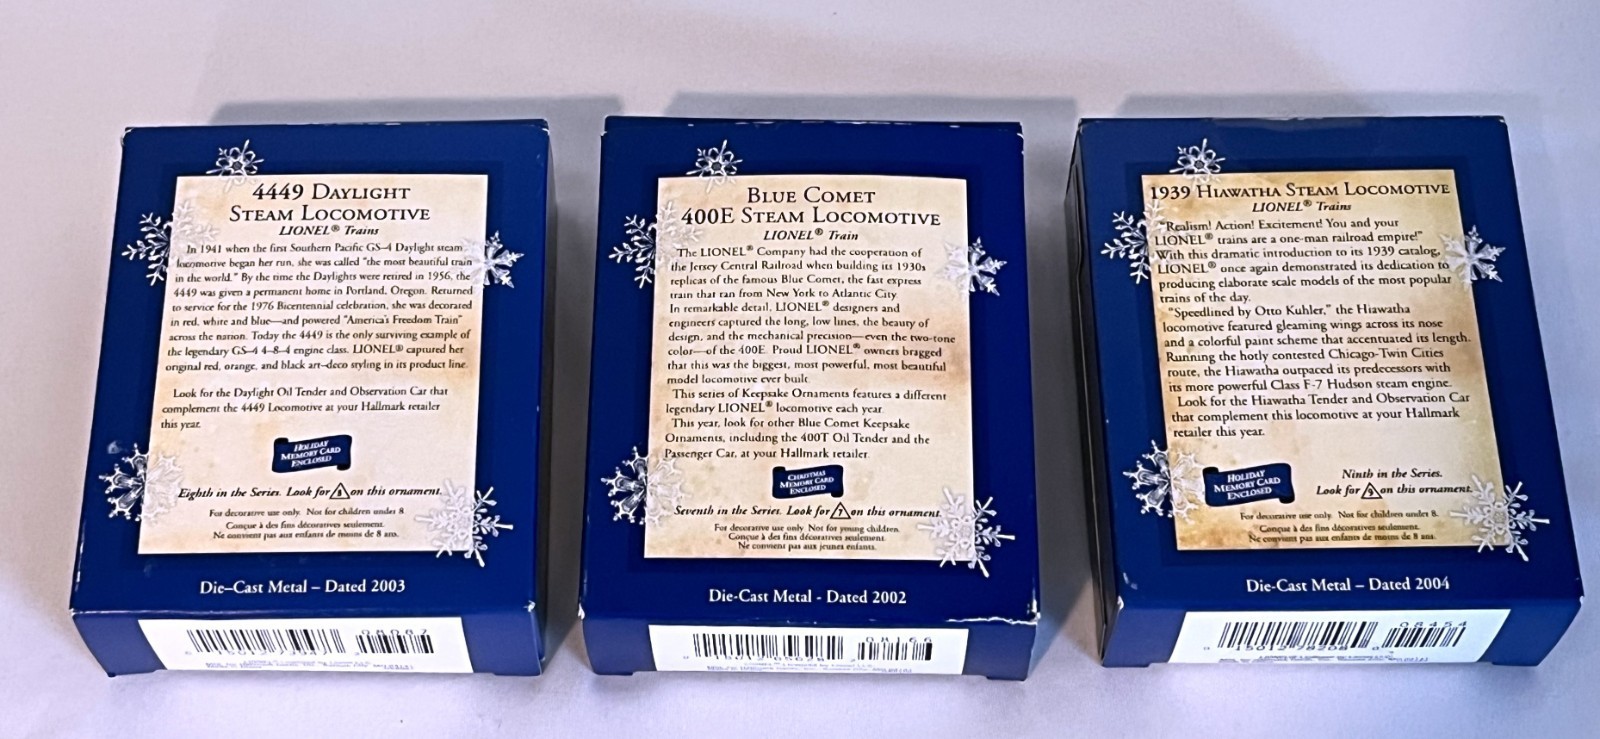 4449 DAYLIGHT
STEAM LOCOMOTIVE
LIONEL® Trains
In 1941 when the first Southern Pacific GS-4 Daylight steam
locomotive began her run, she was called "the most beautiful train
in the world." By the time the Daylights were retired in 1956, the
4449 was given a permanent home in Portland, Oregon. Returned
to service for the 1976 Bicentennial celebration, she was decorated
in red, white and blue—and powered "America's Freedom Train"
across the nation. Today the 4449 is the only surviving example of
the legendary GS-4 4-8-4 engine class. LIONEL® captured her
original red, orange, and black art-deco styling in its product line.
Look for the Daylight Oil Tender and Observation Car that
complement the 4449 Locomotive at your Hallmark retailer
this year.
HOLIDAY
MEMORY CARD
ENCLOSED
Eighth in the Series. Look for 8 on this ornament.
For decorative use only. Not for children under 8.
Conçue à des fins décoratives seulement.
Ne convient pas aux enfants de moins de 8 ans.
Die-Cast Metal – Dated 2003
08087
BLUE COMET
400E STEAM LOCOMOTIVE
LIONEL® Train
The LIONEL® Company had the cooperation of
the Jersey Central Railroad when building its 1930s
replicas of the famous Blue Comet, the fast express
train that ran from New York to Atlantic City.
In remarkable detail, LIONEL® designers and
engineers captured the long, low lines, the beauty of
design, and the mechanical precision—even the two-tone
color—of the 400E. Proud LIONEL® owners bragged
that this was the biggest, most powerful, most beautiful
model locomotive ever built.
This series of Keepsake Ornaments features a different
legendary LIONEL® locomotive each year.
This year, look for other Blue Comet Keepsake
Ornaments, including the 400T Oil Tender and the
Passenger Car, at your Hallmark retailer.
CHRISTMAS
MEMORY CARD
ENCLOSED
Seventh in the Series. Look for 7 on this ornament.
For decorative use only. Not for young children.
Conçue à des fins décoratives seulement.
Ne convient pas aux jeunes enfants.
Die-Cast Metal - Dated 2002
08166
1939 HIAWATHA STEAM LOCOMOTIVE
LIONEL® Trains
"Realism! Action! Excitement! You and your
LIONEL® trains are a one-man railroad empire!"
With this dramatic introduction to its 1939 catalog,
LIONEL® once again demonstrated its dedication to
producing elaborate scale models of the most popular
trains of the day.
"Speedlined by Otto Kuhler," the Hiawatha
locomotive featured gleaming wings across its nose
and a colorful paint scheme that accentuated its length.
Running the hotly contested Chicago-Twin Cities
route, the Hiawatha outpaced its predecessors with
its more powerful Class F-7 Hudson steam engine.
Look for the Hiawatha Tender and Observation Car
that complement this locomotive at your Hallmark
retailer this year.
HOLIDAY
MEMORY CARD
ENCLOSED
Ninth in the Series.
Look for 9 on this ornament.
For decorative use only. Not for children under 8.
Conçue à des fins décoratives seulement.
Ne convient pas aux enfants de moins de 8 ans.
Die-Cast Metal – Dated 2004
08454